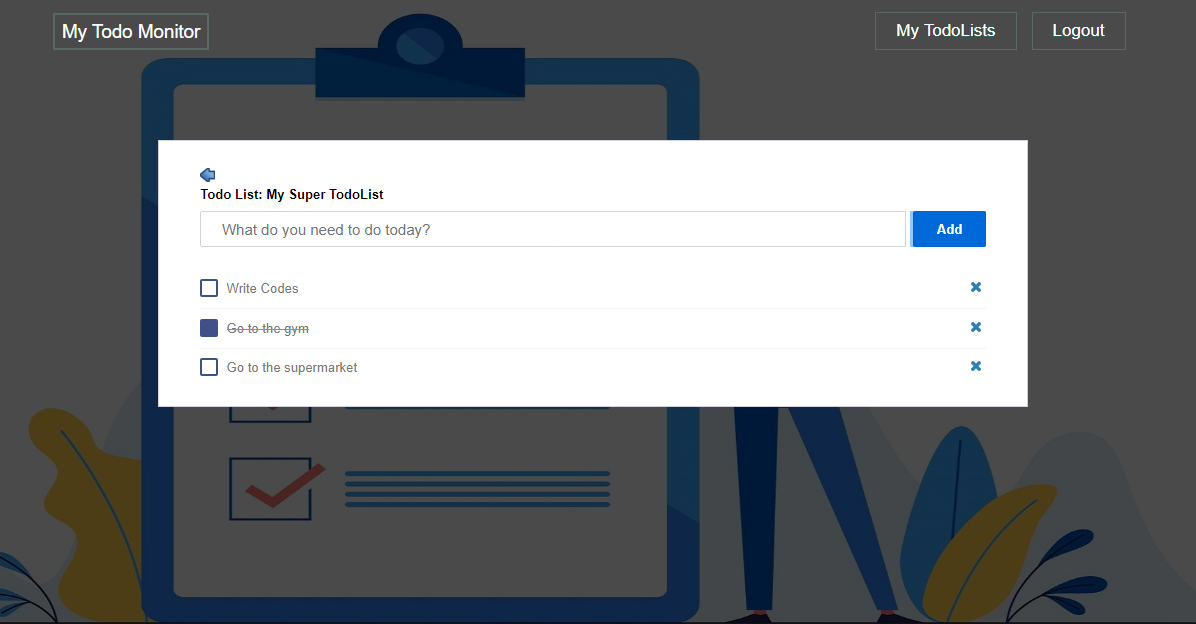 My Todo Monitor
My TodoLists
Logout
Todo List: My Super TodoList
What do you need to do today?
Add
Write Codes
Go to the gym
Go to the supermarket